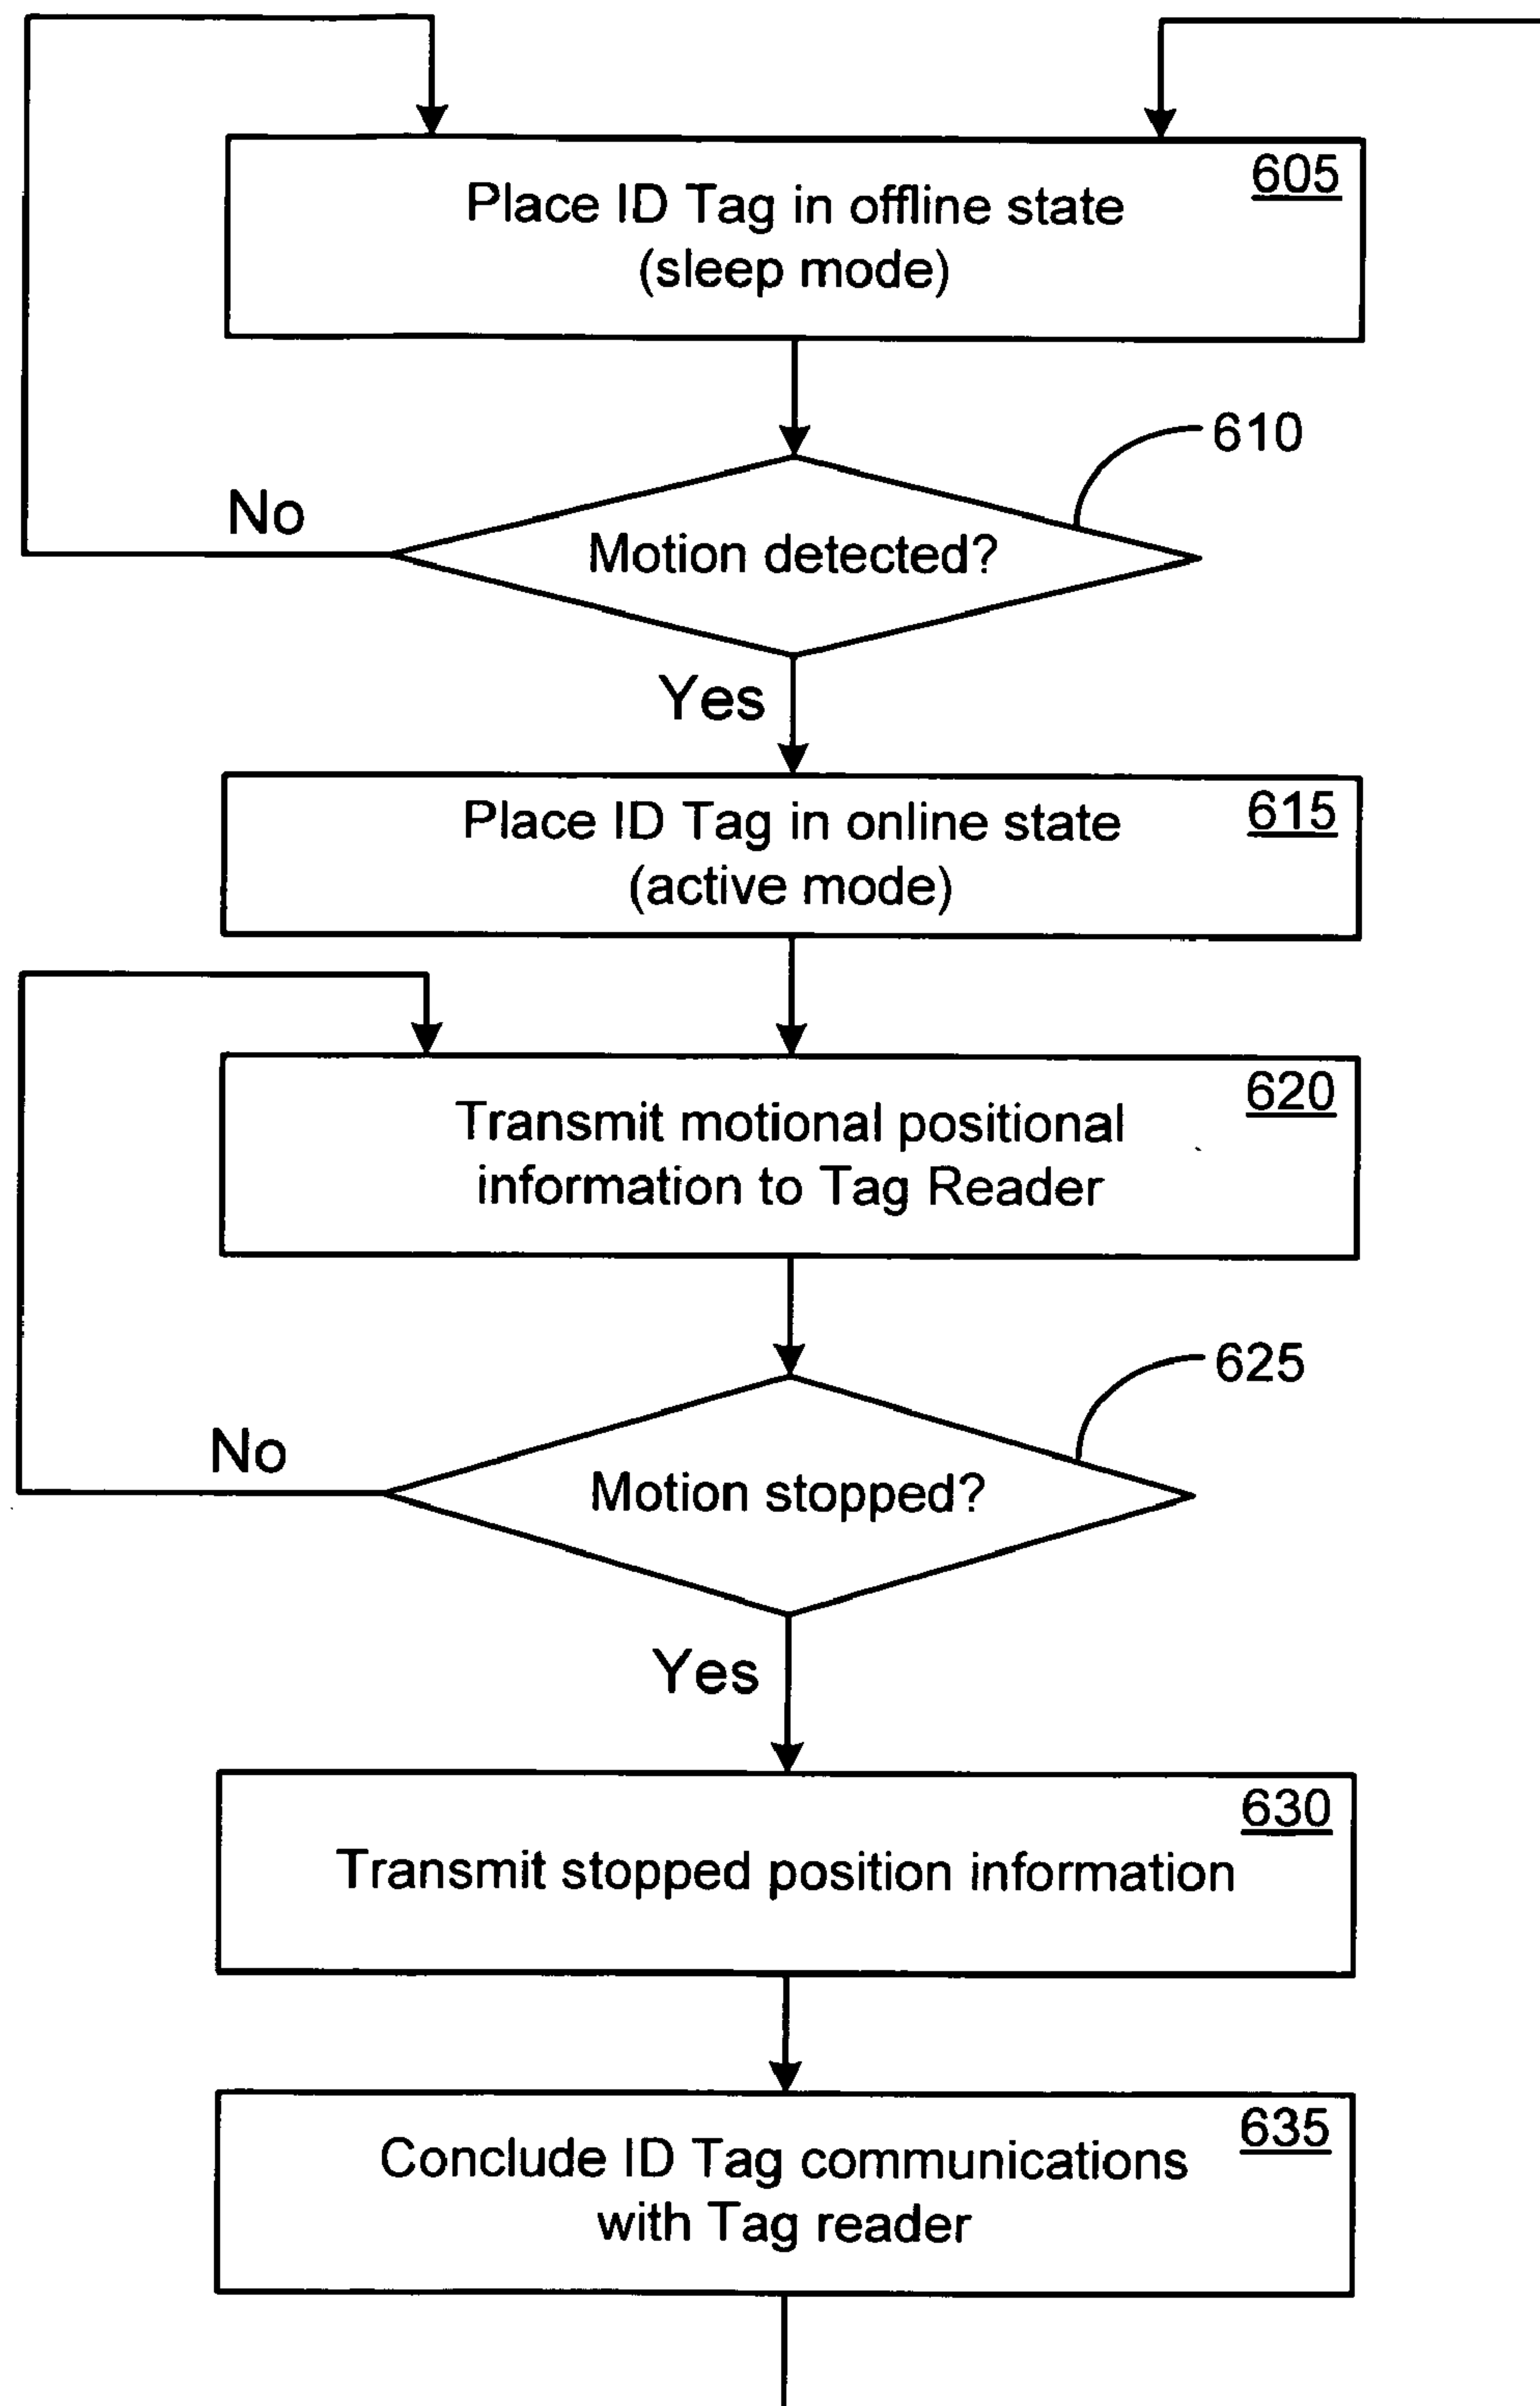 605
Place ID Tag in offline state
(sleep mode)
610
No
Motion detected?
Yes
615
Place ID Tag in online state
(active mode)
620
Transmit motional positional
information to Tag Reader
625
No
Motion stopped?
Yes
630
Transmit stopped position information
635
Conclude ID Tag communications
with Tag reader